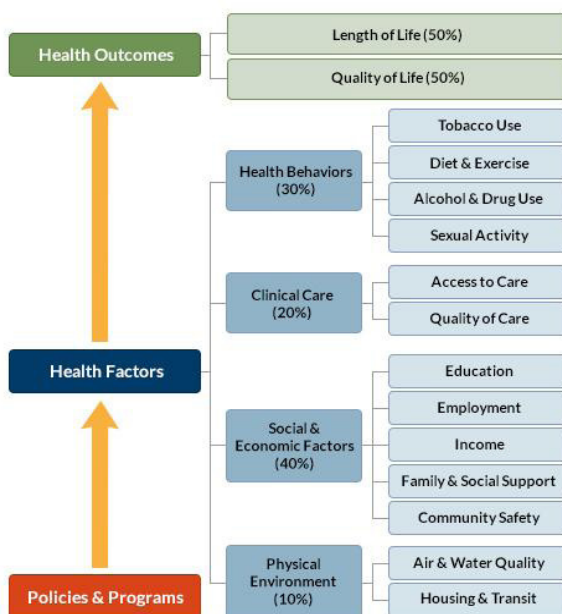 Health Outcomes
Length of Life (50%)
Quality of Life (50%)
Health Factors
Health Behaviors
(30%)
Tobacco Use
Diet & Exercise
Alcohol & Drug Use
Sexual Activity
Clinical Care
(20%)
Access to Care
Quality of Care
Social &
Economic Factors
(40%)
Education
Employment
Income
Family & Social Support
Community Safety
Physical
Environment
(10%)
Air & Water Quality
Housing & Transit
Policies & Programs